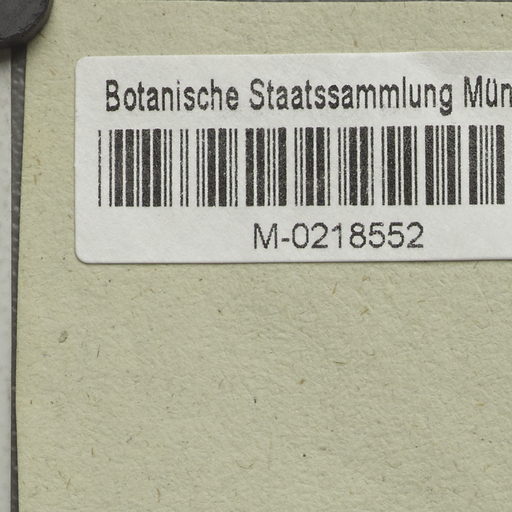 Botanische Staatssammlung Mün
M-0218552